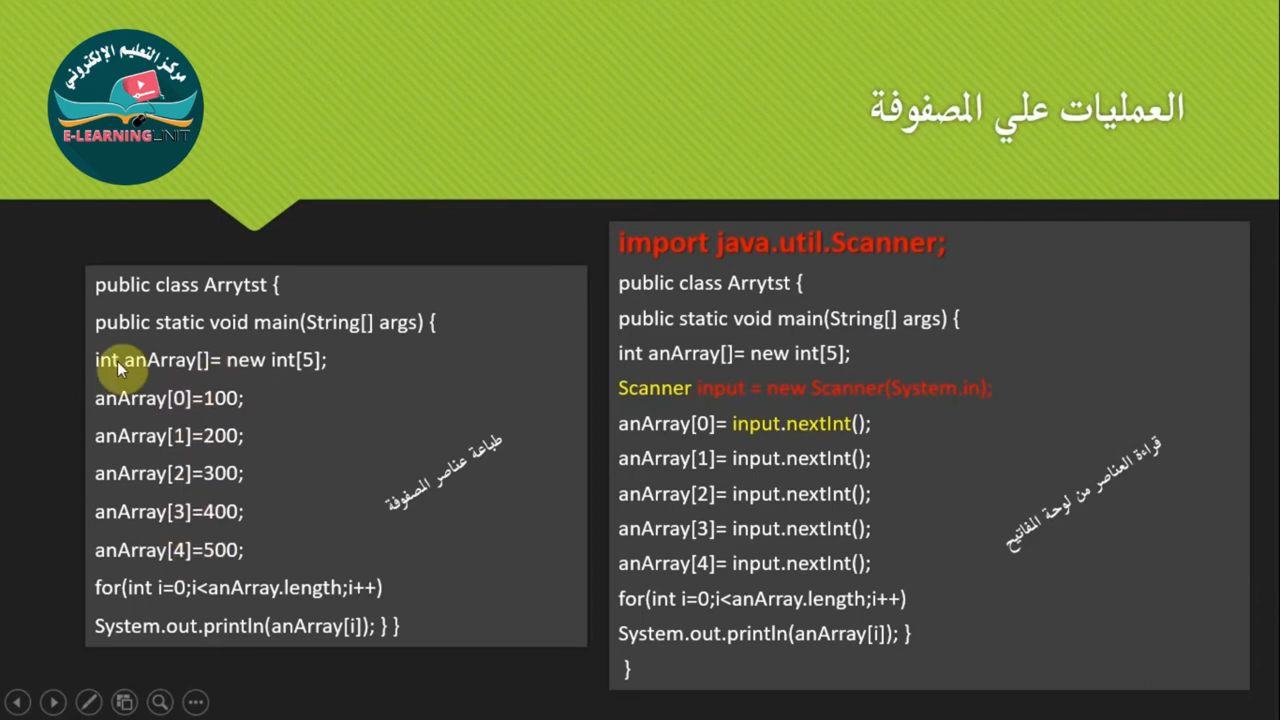 مركز التعليم الإلكتروني
E-LEARNING UNIT
العمليات علي المصفوفة
public class Arrytst {
public static void main(String[] args) {
int anArray[]= new int[5];
anArray[0]=100;
anArray[1]=200;
anArray[2]=300;
anArray[3]=400;
anArray[4]=500;
for(int i=0;i<anArray.length;i++)
System.out.println(anArray[i]); } }
طباعة عناصر المصفوفة
import java.util.Scanner;
public class Arrytst {
public static void main(String[] args) {
int anArray[]= new int[5];
Scanner input = new Scanner(System.in);
anArray[0]= input.nextInt();
anArray[1]= input.nextInt();
anArray[2]= input.nextInt();
anArray[3]= input.nextInt();
anArray[4]= input.nextInt();
for(int i=0;i<anArray.length;i++)
System.out.println(anArray[i]); }
}
قراءة العناصر من لوحة المفاتيح